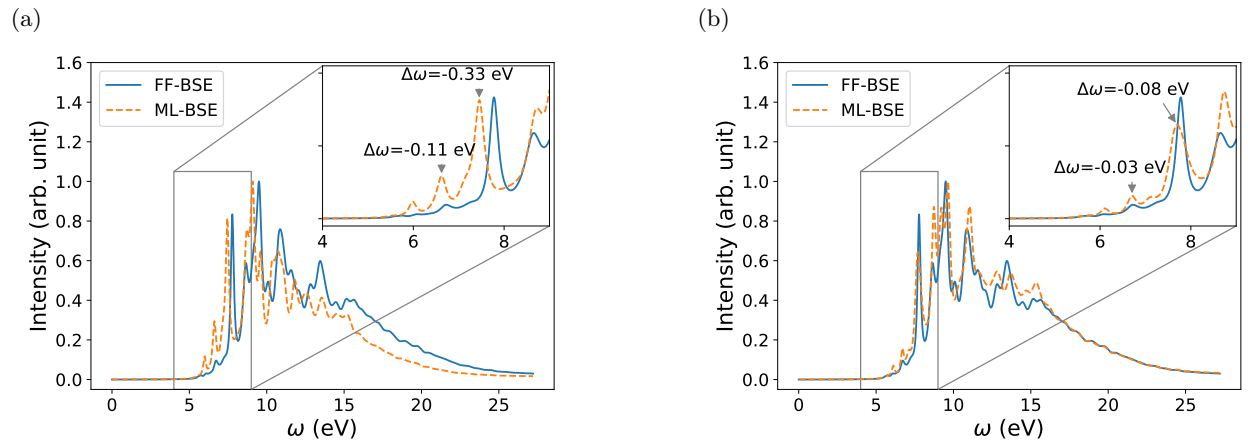 (a)
Intensity (arb. unit)
1.6
1.4
1.2
1.0
0.8
0.6
0.4
0.2
0.0
FF-BSE
ML-BSE
Δω=-0.33 eV
Δω=-0.11 eV
4 6 8
0 5 10 15 20 25
ω (eV)
(b)
Intensity (arb. unit)
1.6
1.4
1.2
1.0
0.8
0.6
0.4
0.2
0.0
FF-BSE
ML-BSE
Δω=-0.08 eV
Δω=-0.03 eV
4 6 8
0 5 10 15 20 25
ω (eV)